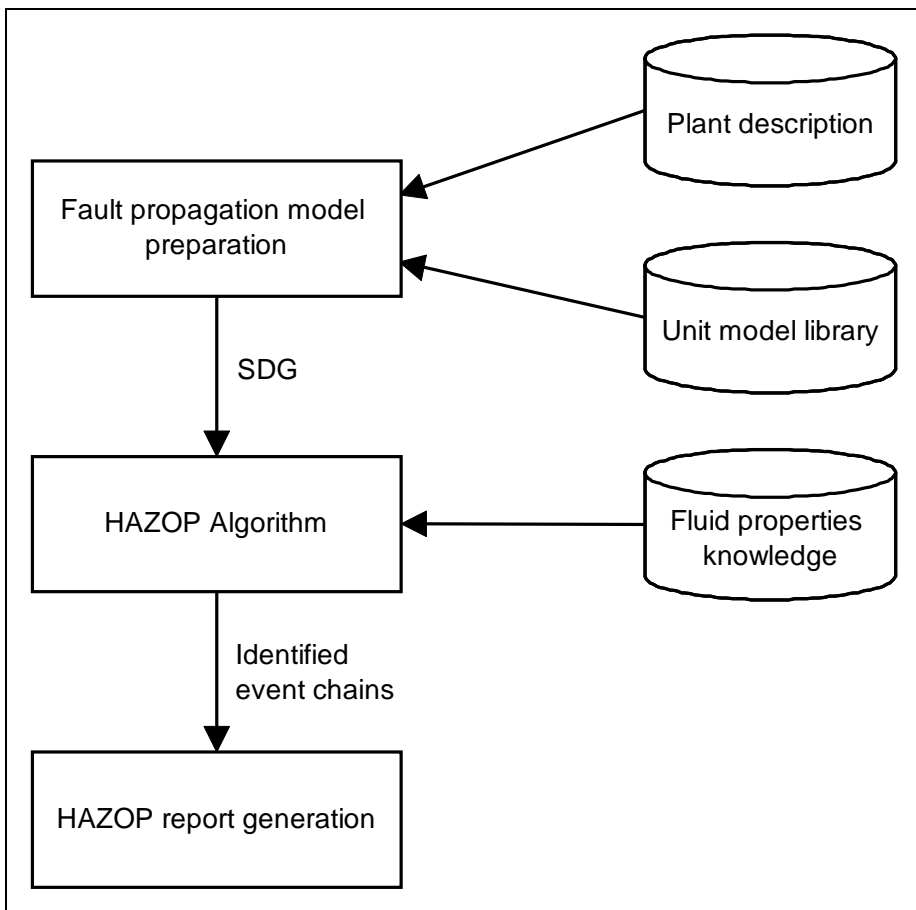 Plant description
Fault propagation model
preparation
Unit model library
SDG
HAZOP Algorithm
Fluid properties
knowledge
Identified
event chains
HAZOP report generation